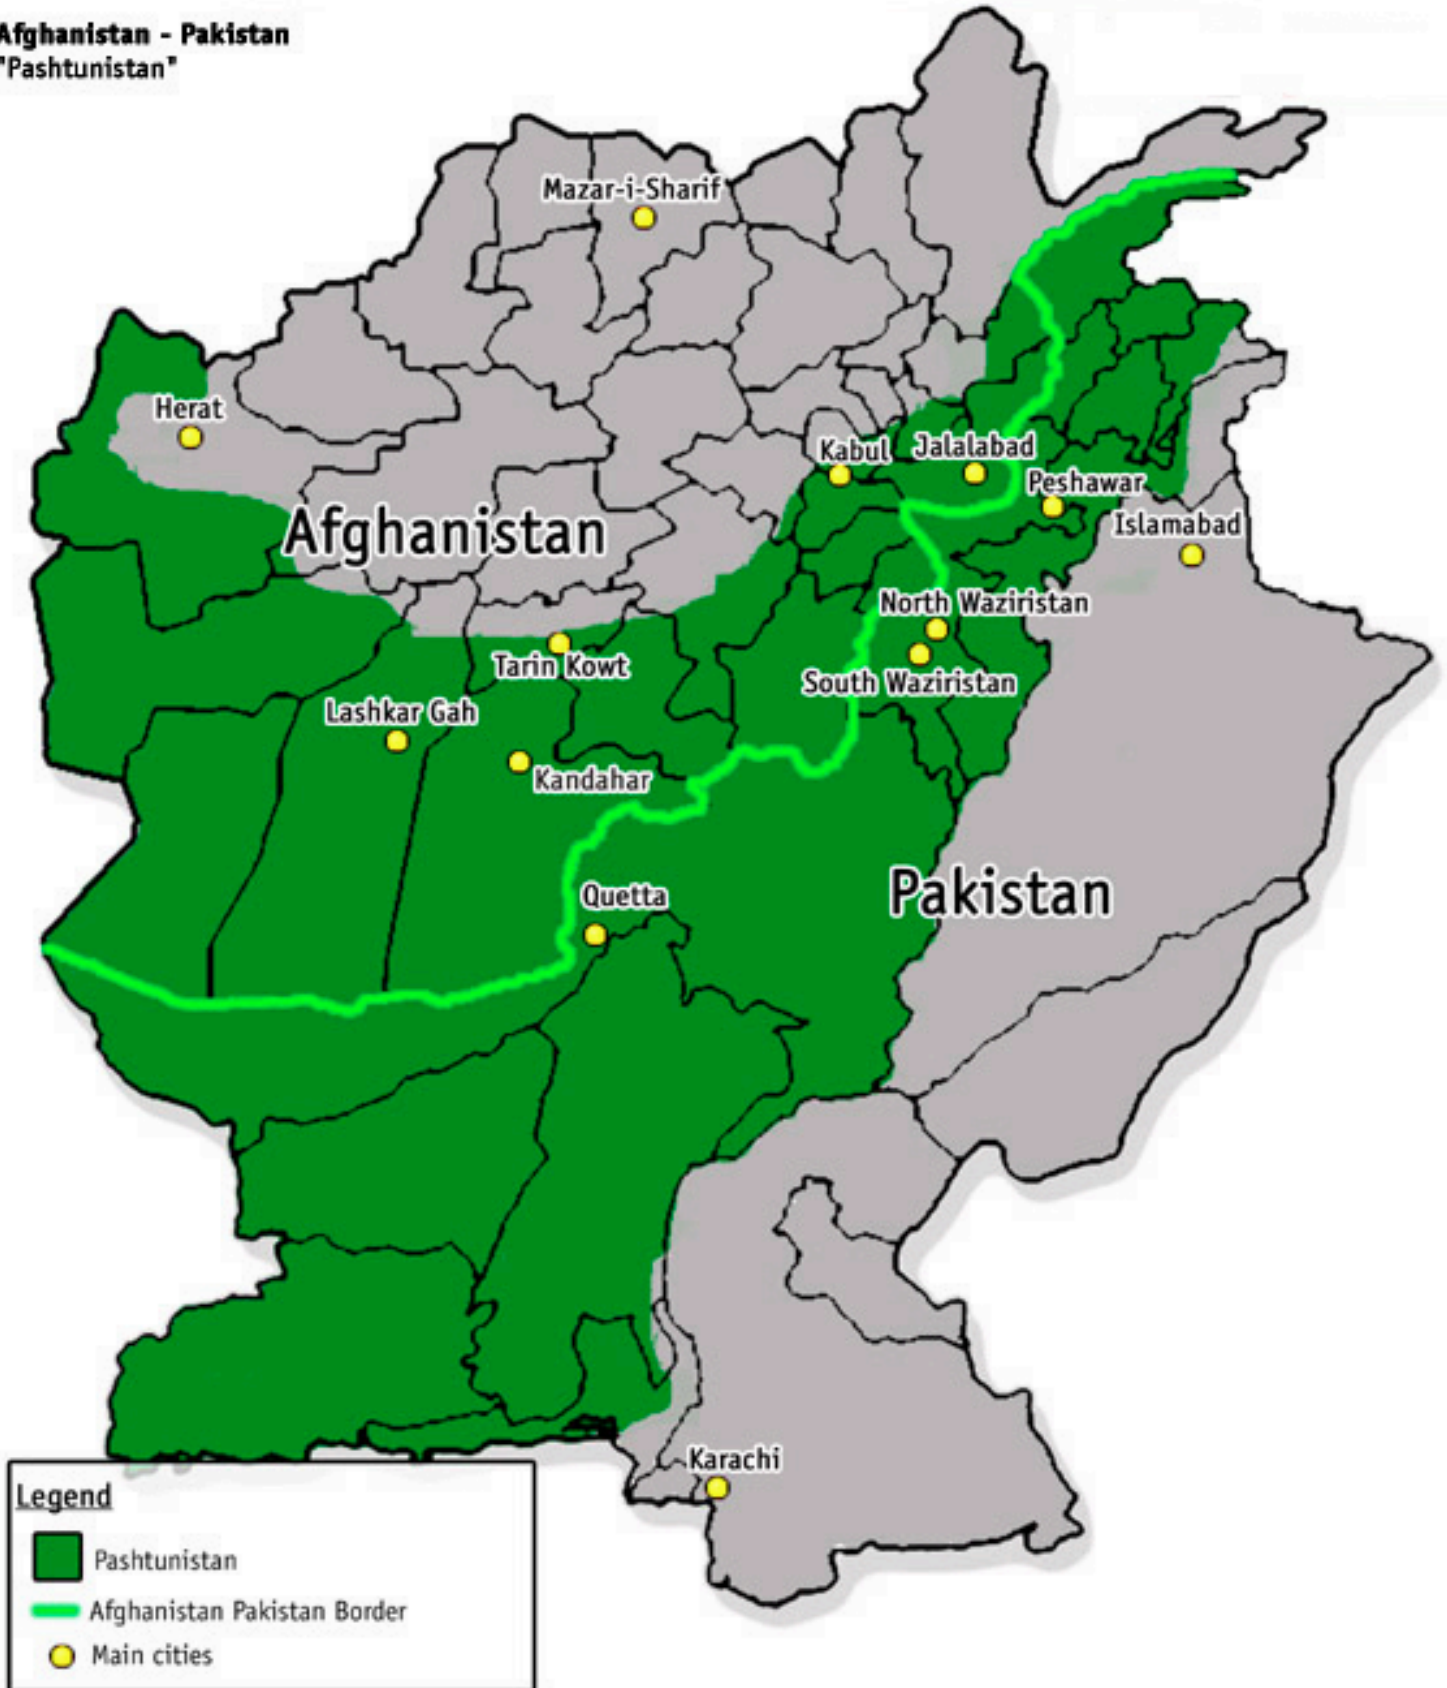 Afghanistan - Pakistan
"Pashtunistan"
Mazar-i-Sharif
Herat
Kabul
Jalalabad
Peshawar
Islamabad
Afghanistan
North Waziristan
Tarin Kowt
South Waziristan
Lashkar Gah
Kandahar
Quetta
Pakistan
Karachi
Legend
Pashtunistan
Afghanistan Pakistan Border
Main cities